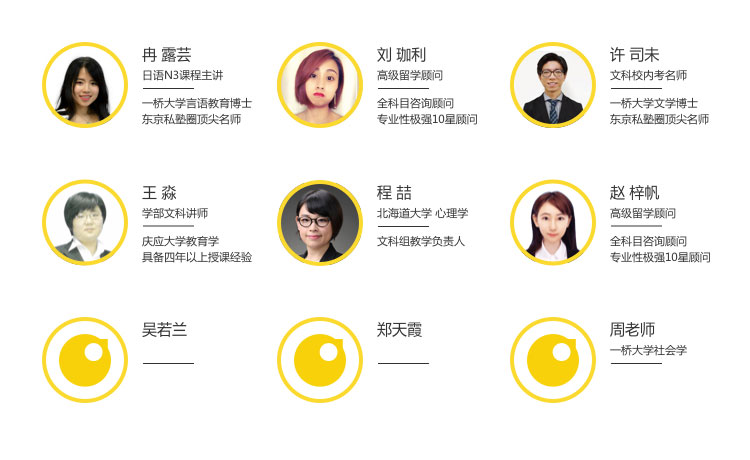 冉 露芸
日语N3课程主讲
一桥大学言语教育博士
东京私塾圈顶尖名师
刘 珈利
高级留学顾问
全科目咨询顾问
专业性极强10星顾问
许 司未
文科校内考名师
一桥大学文学博士
东京私塾圈顶尖名师
王 淼
学部文科讲师
庆应大学教育学
具备四年以上授课经验
程 喆
北海道大学 心理学
文科组教学负责人
赵 梓帆
高级留学顾问
全科目咨询顾问
专业性极强10星顾问
吴若兰
郑天霞
周老师
一桥大学社会学